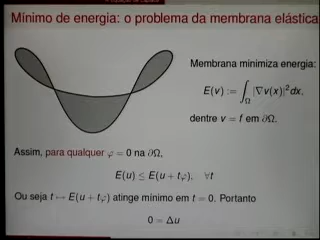 Mínimo de energia: o problema da membrana elástica
Membrana minimiza energia:
E(v) := ∫_Ω |∇v(x)|² dx,
dentre v = f em ∂Ω.
Assim, para qualquer φ = 0 na ∂Ω,
E(u) ≤ E(u + tφ), ∀t
Ou seja t ↦ E(u + tφ) atinge mínimo em t = 0. Portanto
0 = Δu